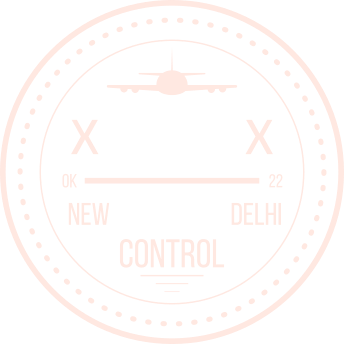 X X
OK 22
NEW DELHI
CONTROL